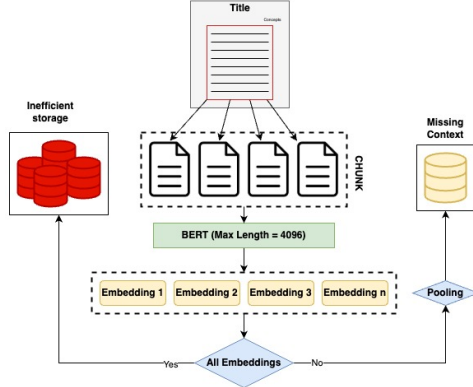 Title
Inefficient
storage
Missing
Context
CHUNK
BERT (Max Length = 4096)
Embedding 1
Embedding 2
Embedding 3
Embedding n
Pooling
All Embeddings
Yes
No